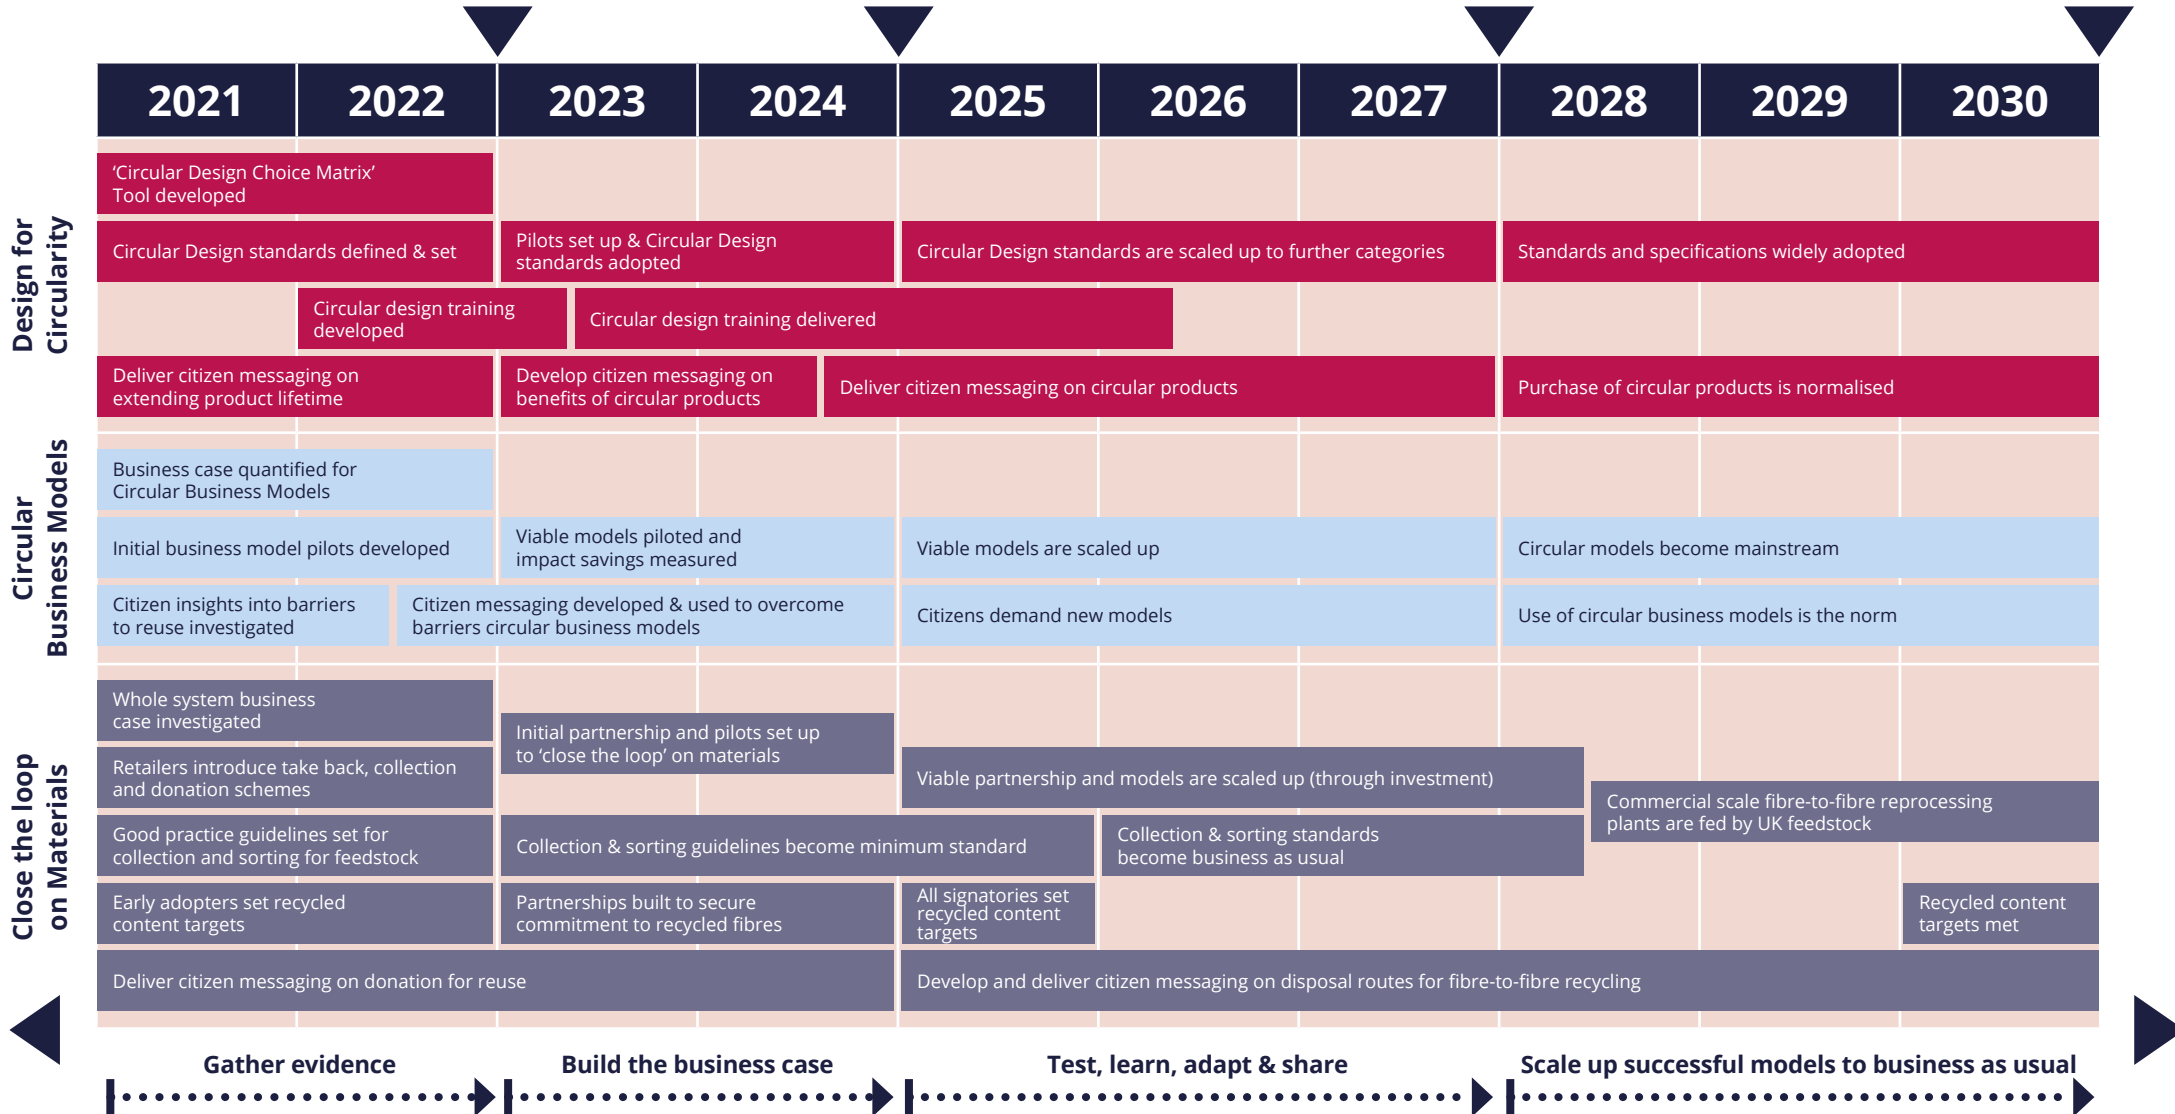 2021 2022 2023 2024 2025 2026 2027 2028 2029 2030
Design for
Circularity
‘Circular Design Choice Matrix’
Tool developed
Circular Design standards defined & set
Pilots set up & Circular Design
standards adopted
Circular Design standards are scaled up to further categories
Standards and specifications widely adopted
Circular design training
developed
Circular design training delivered
Deliver citizen messaging on
extending product lifetime
Develop citizen messaging on
benefits of circular products
Deliver citizen messaging on circular products
Purchase of circular products is normalised
Circular
Business Models
Business case quantified for
Circular Business Models
Initial business model pilots developed
Viable models piloted and
impact savings measured
Viable models are scaled up
Circular models become mainstream
Citizen insights into barriers
to reuse investigated
Citizen messaging developed & used to overcome
barriers circular business models
Citizens demand new models
Use of circular business models is the norm
Close the loop
on Materials
Whole system business
case investigated
Initial partnership and pilots set up
to ‘close the loop’ on materials
Retailers introduce take back, collection
and donation schemes
Viable partnership and models are scaled up (through investment)
Commercial scale fibre-to-fibre reprocessing
plants are fed by UK feedstock
Good practice guidelines set for
collection and sorting for feedstock
Collection & sorting guidelines become minimum standard
Collection & sorting standards
become business as usual
Early adopters set recycled
content targets
Partnerships built to secure
commitment to recycled fibres
All signatories set
recycled content
targets
Recycled content
targets met
Deliver citizen messaging on donation for reuse
Develop and deliver citizen messaging on disposal routes for fibre-to-fibre recycling
Gather evidence
Build the business case
Test, learn, adapt & share
Scale up successful models to business as usual